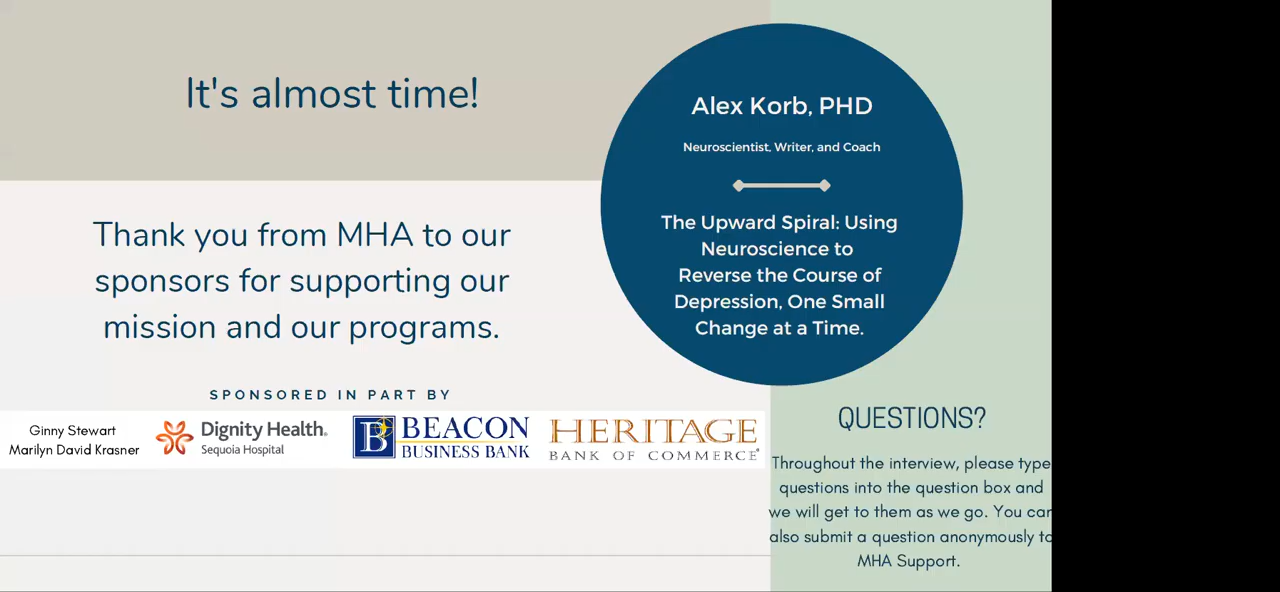 It's almost time!
Thank you from MHA to our
sponsors for supporting our
mission and our programs.
SPONSORED IN PART BY
Ginny Stewart
Marilyn David Krasner
Dignity Health®
Sequoia Hospital
B
BEACON
BUSINESS BANK
HERITAGE
BANK OF COMMERCE®
Alex Korb, PHD
Neuroscientist, Writer, and Coach
The Upward Spiral: Using
Neuroscience to
Reverse the Course of
Depression, One Small
Change at a Time.
QUESTIONS?
Throughout the interview, please type
questions into the question box and
we will get to them as we go. You can
also submit a question anonymously to
MHA Support.